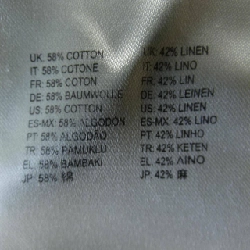 UK: 58% COTTON UK: 42% LINEN
IT: 58% COTONE IT: 42% LINO
FR: 58% COTON FR: 42% LIN
DE: 58% BAUMWOLLE DE: 42% LEINEN
US: 58% COTTON US: 42% LINEN
ES-MX: 58% ALGODÓN ES-MX: 42% LINO
PT: 58% ALGODÃO PT: 42% LINHO
TR: 58% PAMUKLU TR: 42% KETEN
EL: 58% BAMBAKI EL: 42% ΛINO
JP: 58% 綿 JP: 42% 麻